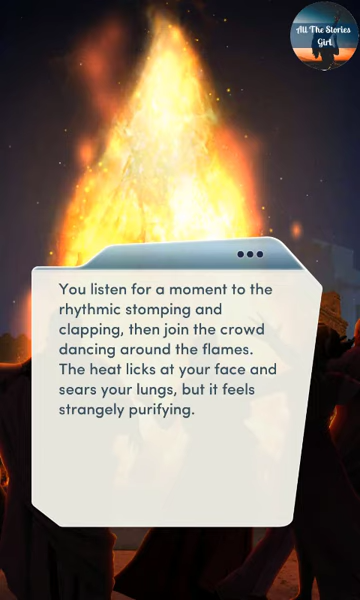 All The Stories
Girl
You listen for a moment to the
rhythmic stomping and
clapping, then join the crowd
dancing around the flames.
The heat licks at your face and
sears your lungs, but it feels
strangely purifying.